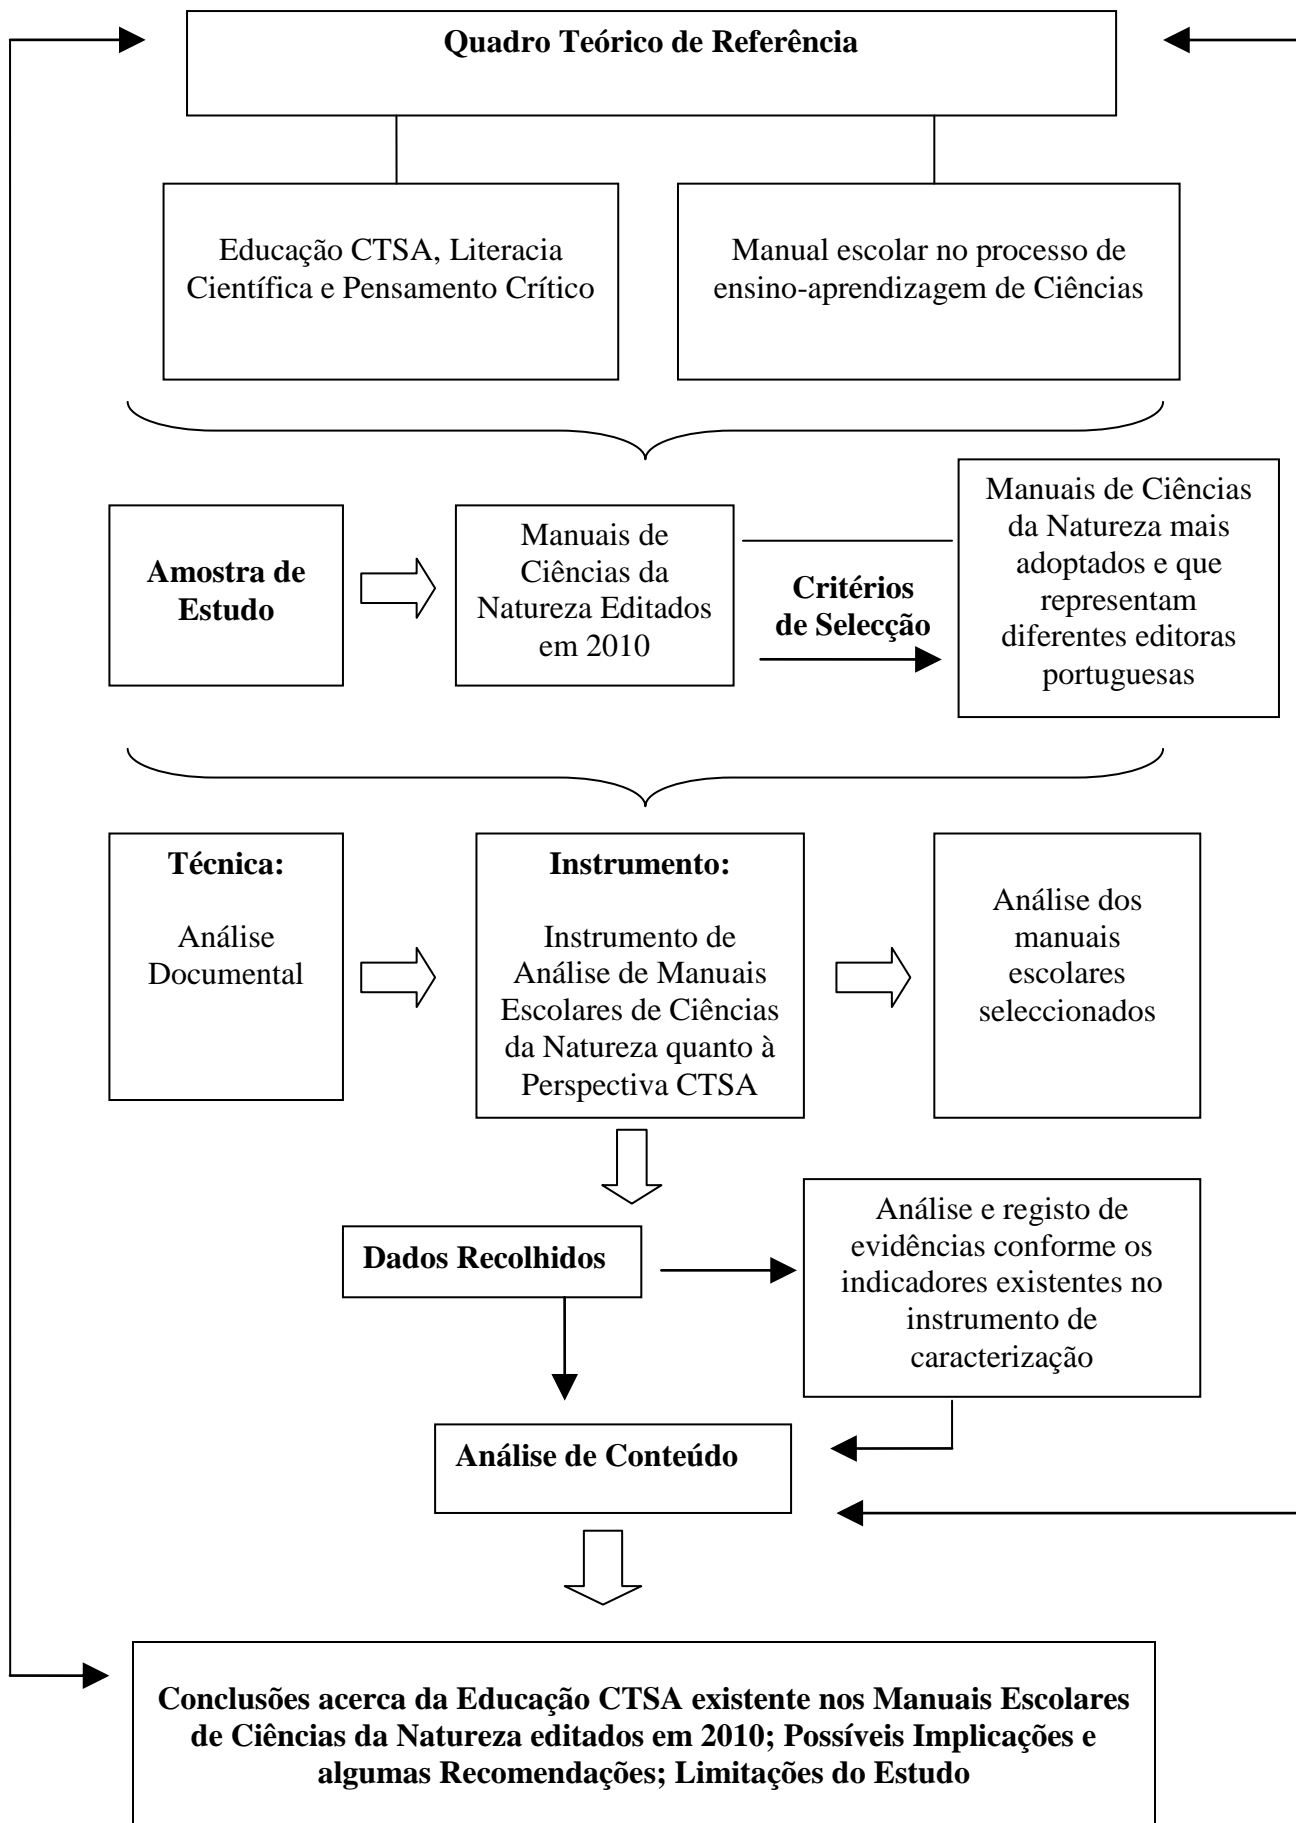 Quadro Teórico de Referência
Educação CTSA, Literacia
Científica e Pensamento Crítico
Manual escolar no processo de
ensino-aprendizagem de Ciências
Amostra de
Estudo
Manuais de
Ciências da
Natureza Editados
em 2010
Critérios
de Selecção
Manuais de Ciências
da Natureza mais
adoptados e que
representam
diferentes editoras
portuguesas
Técnica:
Análise
Documental
Instrumento:
Instrumento de
Análise de Manuais
Escolares de Ciências
da Natureza quanto à
Perspectiva CTSA
Análise dos
manuais
escolares
seleccionados
Dados Recolhidos
Análise e registo de
evidências conforme os
indicadores existentes no
instrumento de
caracterização
Análise de Conteúdo
Conclusões acerca da Educação CTSA existente nos Manuais Escolares
de Ciências da Natureza editados em 2010; Possíveis Implicações e
algumas Recomendações; Limitações do Estudo